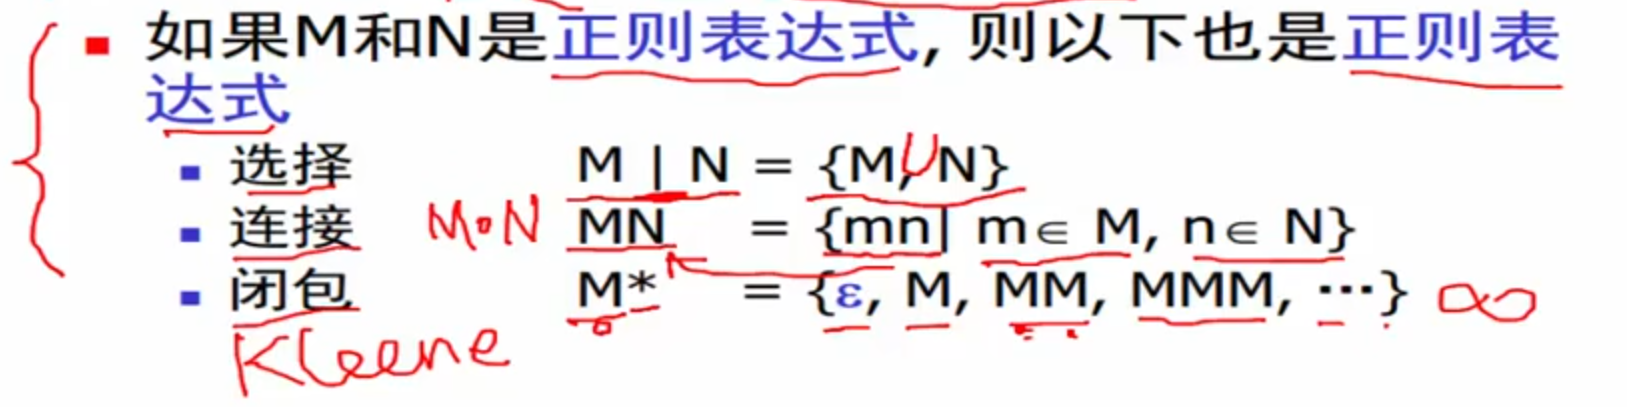 如果M和N是正则表达式, 则以下也是正则表
达式
选择 M | N = {M, U N}
连接 M·N MN = {mn| m∈ M, n∈ N}
闭包 M* = {ε, M, MM, MMM, …} ∞
Kleene